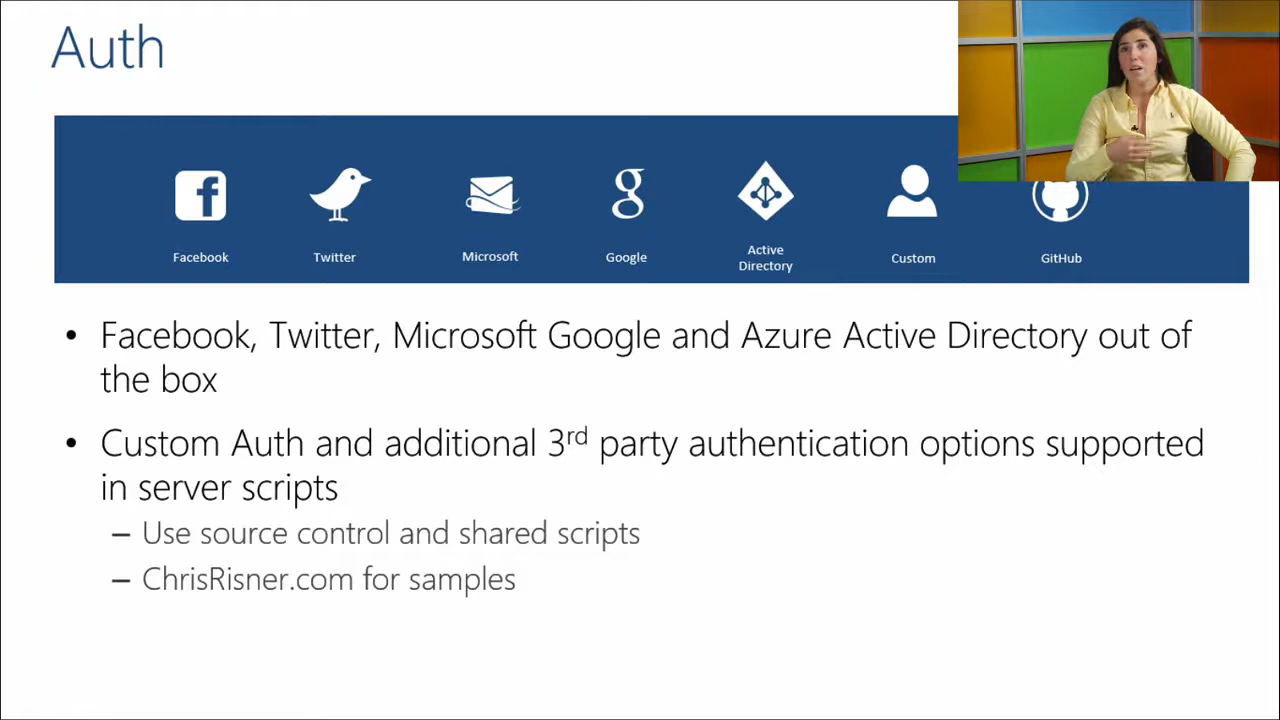 Auth
Facebook
Twitter
Microsoft
Google
Active
Directory
Custom
GitHub
• Facebook, Twitter, Microsoft Google and Azure Active Directory out of
the box
• Custom Auth and additional 3rd party authentication options supported
in server scripts
– Use source control and shared scripts
– ChrisRisner.com for samples